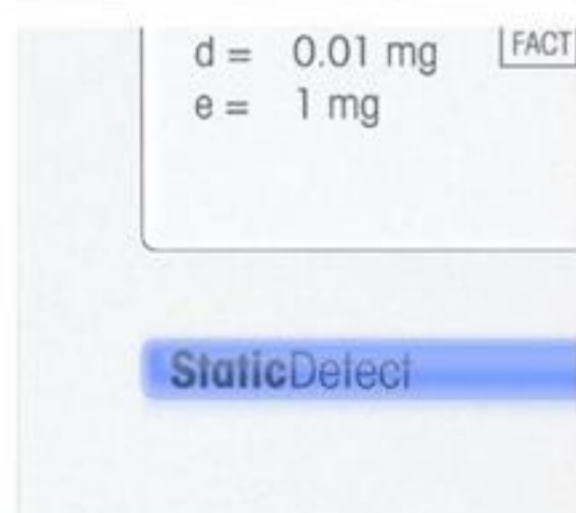 d = 0.01 mg FACT
e = 1 mg
StaticDetect